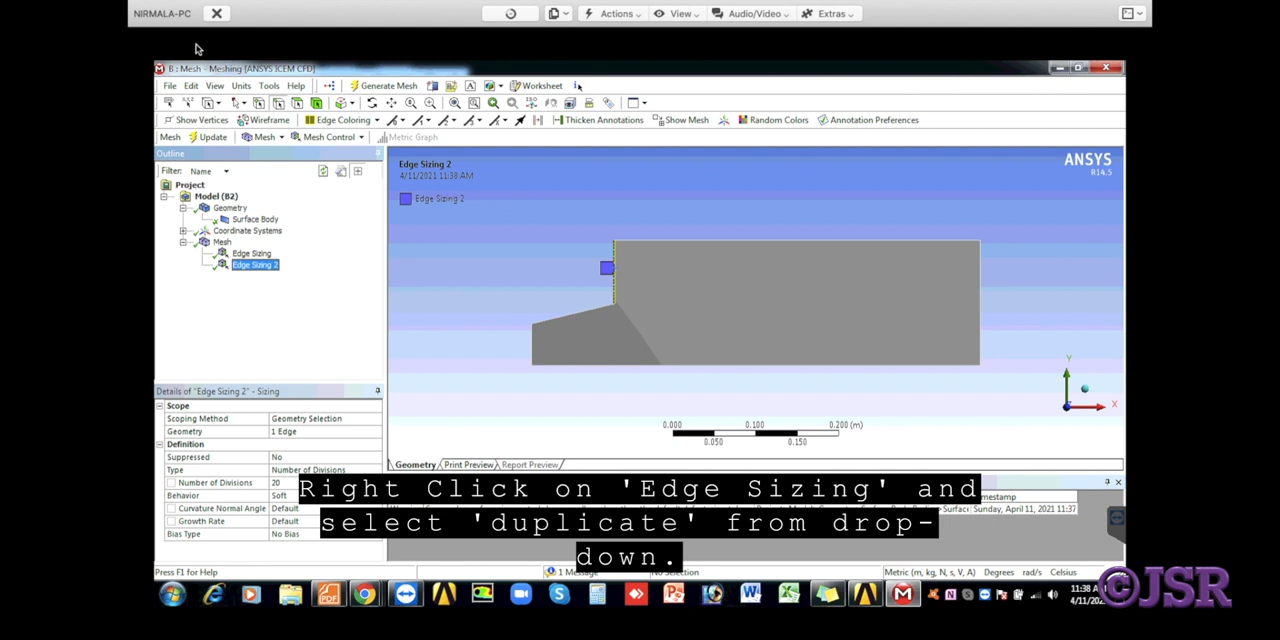 NIRMALA-PC
Actions
View
Audio/Video
Extras
B : Mesh - Meshing [ANSYS ICEM CFD]
File Edit View Units Tools Help
Generate Mesh
Worksheet
Show Vertices
Wireframe
Edge Coloring
Thicken Annotations
Show Mesh
Random Colors
Annotation Preferences
Mesh
Update
Mesh
Mesh Control
Metric Graph
Outline
Filter: Name
Project
Model (B2)
Geometry
Surface Body
Coordinate Systems
Mesh
Edge Sizing
Edge Sizing 2
Edge Sizing 2
4/11/2021 11:38 AM
Edge Sizing 2
ANSYS
R14.5
Y
X
0.000 0.100 0.200 (m)
0.050 0.150
Details of "Edge Sizing 2" - Sizing
Scope
Scoping Method Geometry Selection
Geometry 1 Edge
Definition
Suppressed No
Type Number of Divisions
Number of Divisions 20
Behavior Soft
Curvature Normal Angle Default
Growth Rate Default
Bias Type No Bias
Geometry Print Preview Report Preview
Surface Sunday, April 11, 2021 11:37
Right Click on 'Edge Sizing' and
select 'duplicate' from drop-
down.
Press F1 for Help
1 Message
No Selection
Metric (m, kg, N, s, V, A) Degrees rad/s Celsius
11:38 AM
©JSR